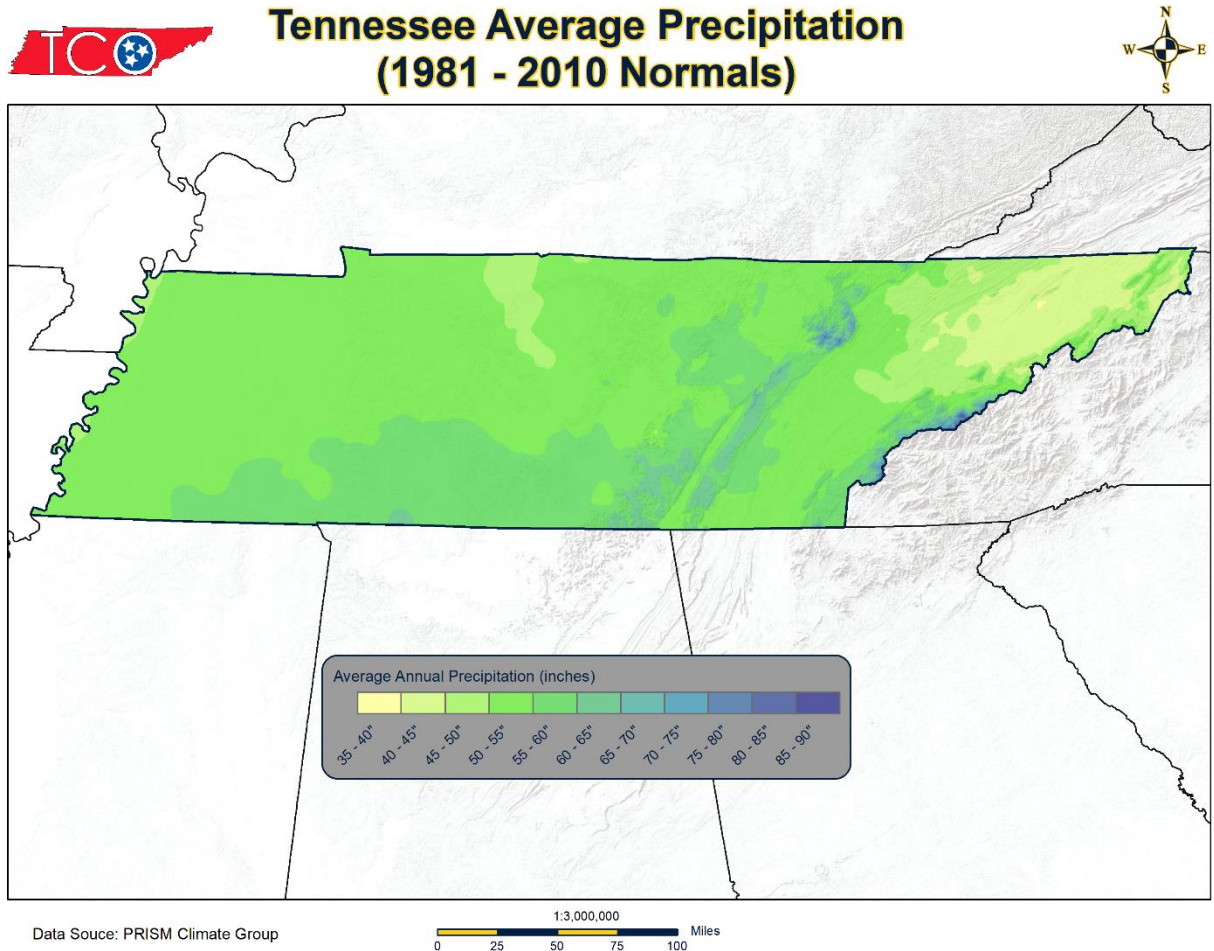 TCO
Tennessee Average Precipitation
(1981 - 2010 Normals)
N
W E
S
Average Annual Precipitation (inches)
35 - 40" 40 - 45" 45 - 50" 50 - 55" 55 - 60" 60 - 65" 65 - 70" 70 - 75" 75 - 80" 80 - 85" 85 - 90"
Data Souce: PRISM Climate Group
1:3,000,000
Miles
0 25 50 75 100